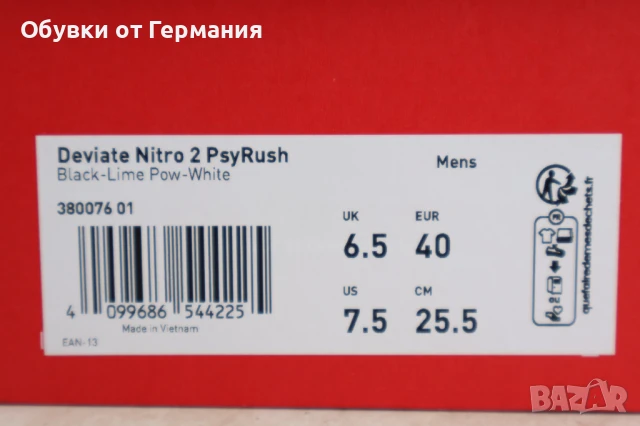 Обувки от Германия
Deviate Nitro 2 PsyRush
Black-Lime Pow-White
Mens
380076 01
UK EUR
6.5 40
US CM
7.5 25.5
4 099686 544225
Made in Vietnam
EAN-13
quefairedemesdechets.fr
BAZAR